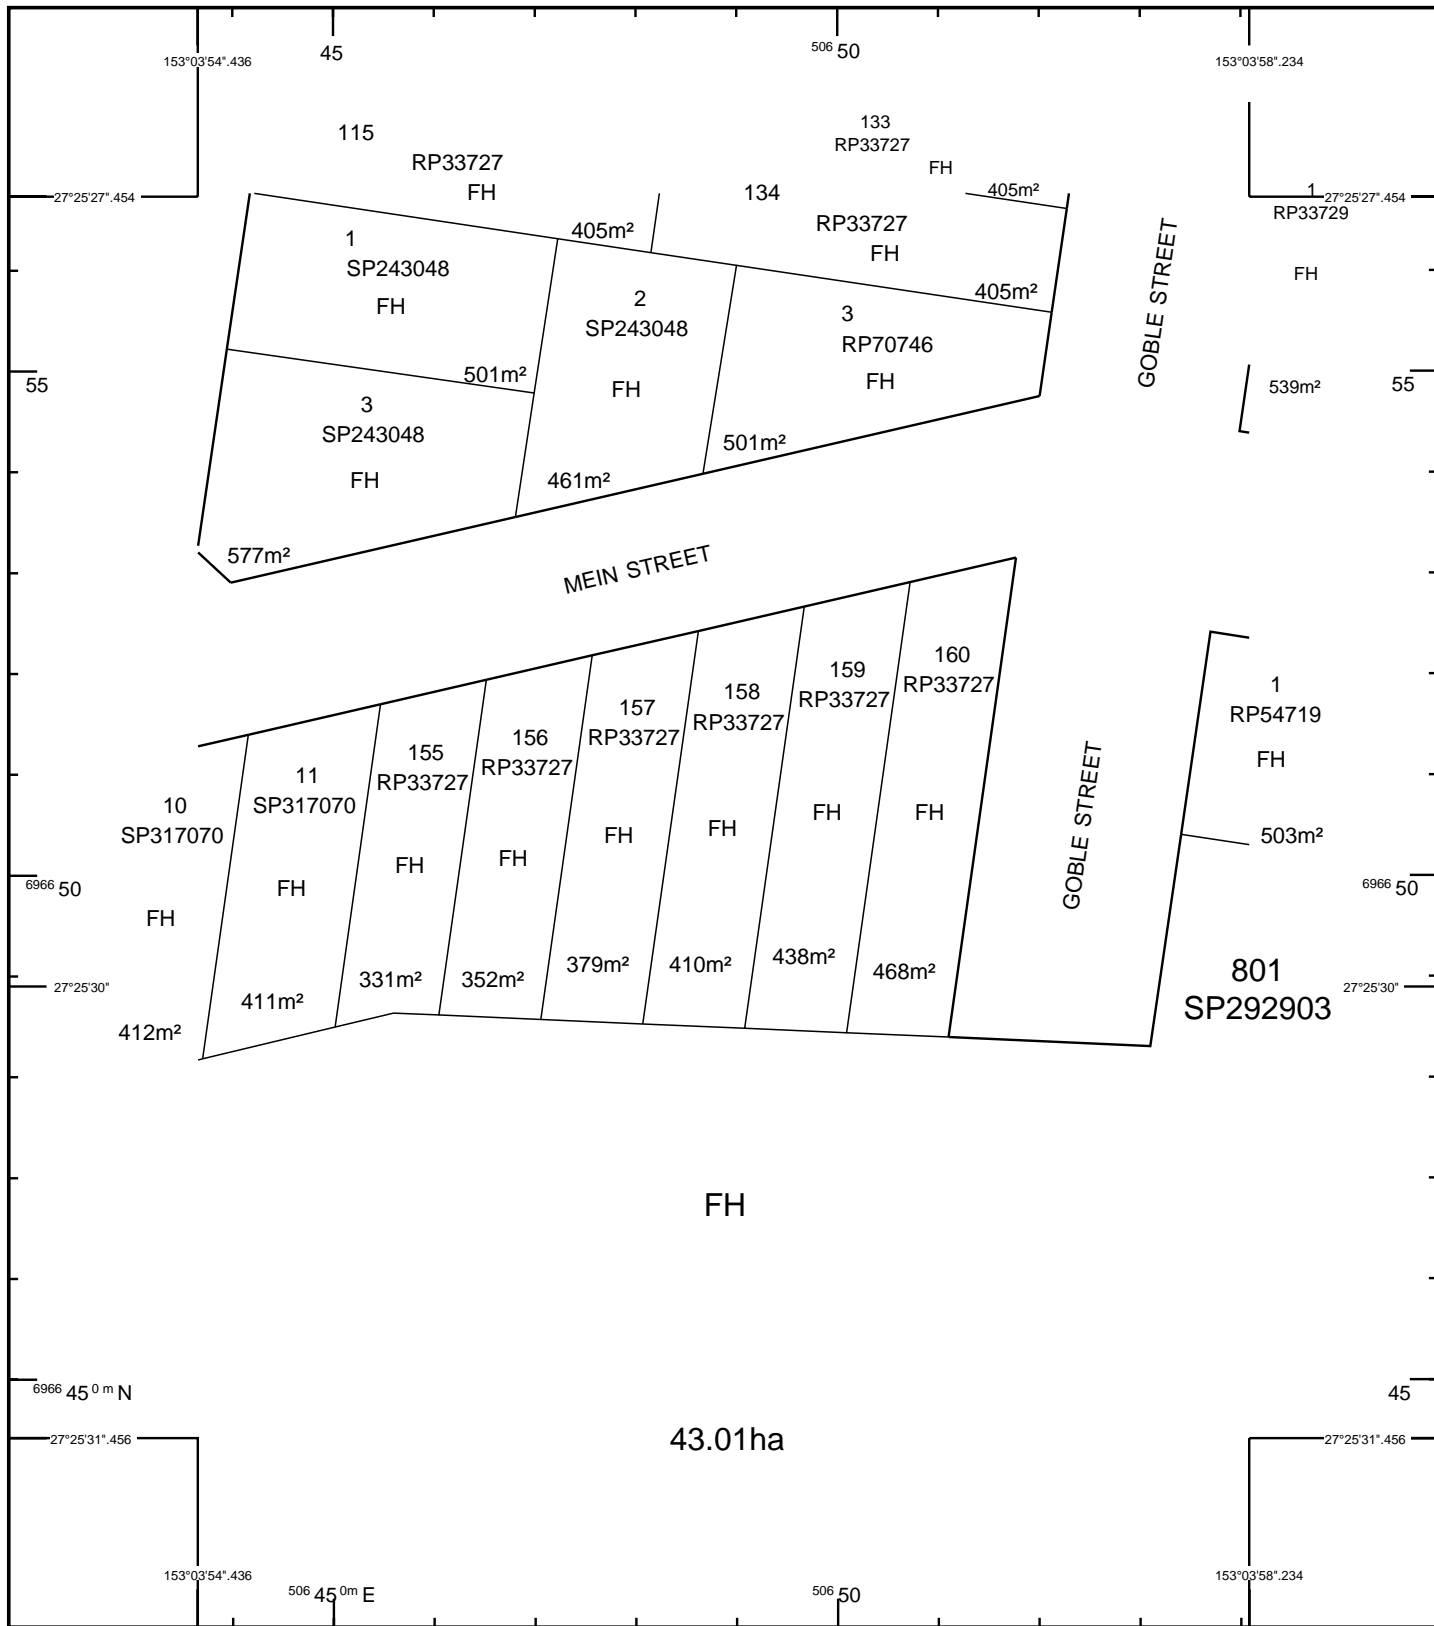 45
506 50
153°03'54".436
153°03'58".234
115
133
RP33727
RP33727
FH
FH
134
405m²
27°25'27".454
1
27°25'27".454
RP33729
405m²
RP33727
FH
1
SP243048
FH
405m²
GOBLE STREET
FH
2
SP243048
FH
3
RP70746
FH
501m²
55
539m²
55
3
SP243048
FH
501m²
461m²
577m²
MEIN STREET
160
RP33727
159
RP33727
158
RP33727
157
RP33727
156
RP33727
155
RP33727
11
SP317070
10
SP317070
1
RP54719
FH
GOBLE STREET
FH
FH
FH
FH
FH
FH
FH
FH
503m²
6966 50
6966 50
801
SP292903
438m²
468m²
379m²
410m²
331m²
352m²
27°25'30"
27°25'30"
411m²
412m²
FH
6966 45 0 m N
45
43.01ha
27°25'31".456
27°25'31".456
153°03'54".436
153°03'58".234
506 45 0m E
506 50